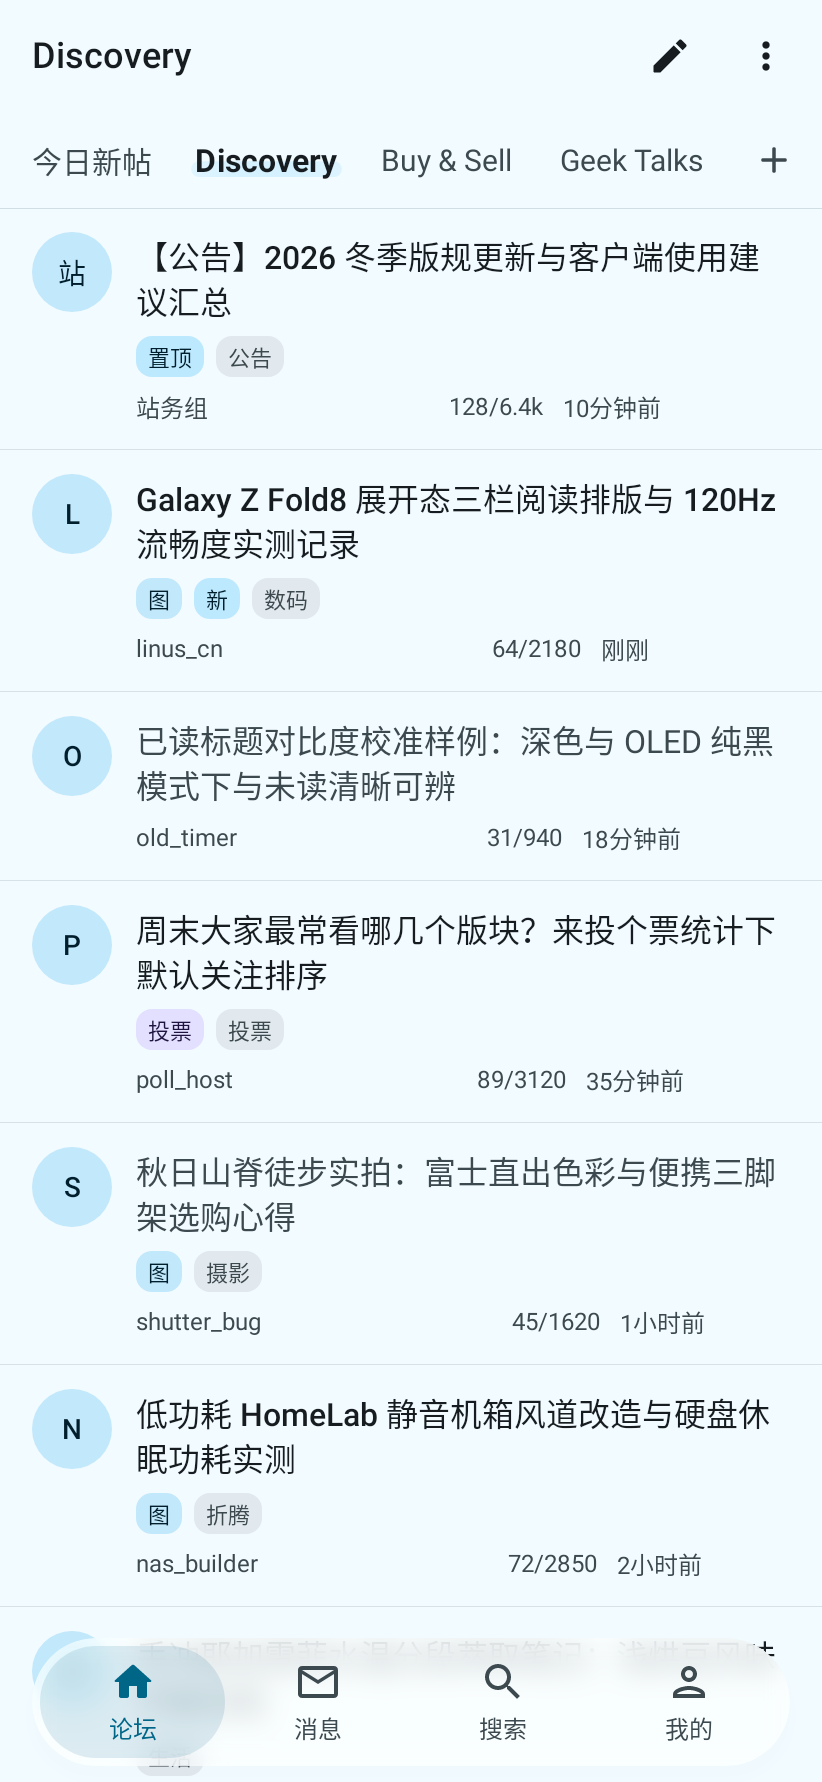 Discovery
今日新帖 Discovery Buy & Sell Geek Talks
站
【公告】2026 冬季版规更新与客户端使用建
议汇总
置顶 公告
站务组 128/6.4k 10分钟前
L
Galaxy Z Fold8 展开态三栏阅读排版与 120Hz
流畅度实测记录
图 新 数码
linus_cn 64/2180 刚刚
O
已读标题对比度校准样例：深色与 OLED 纯黑
模式下与未读清晰可辨
old_timer 31/940 18分钟前
P
周末大家最常看哪几个版块？来投个票统计下
默认关注排序
投票 投票
poll_host 89/3120 35分钟前
S
秋日山脊徒步实拍：富士直出色彩与便携三脚
架选购心得
图 摄影
shutter_bug 45/1620 1小时前
N
低功耗 HomeLab 静音机箱风道改造与硬盘休
眠功耗实测
图 折腾
nas_builder 72/2850 2小时前
论坛 消息 搜索 我的